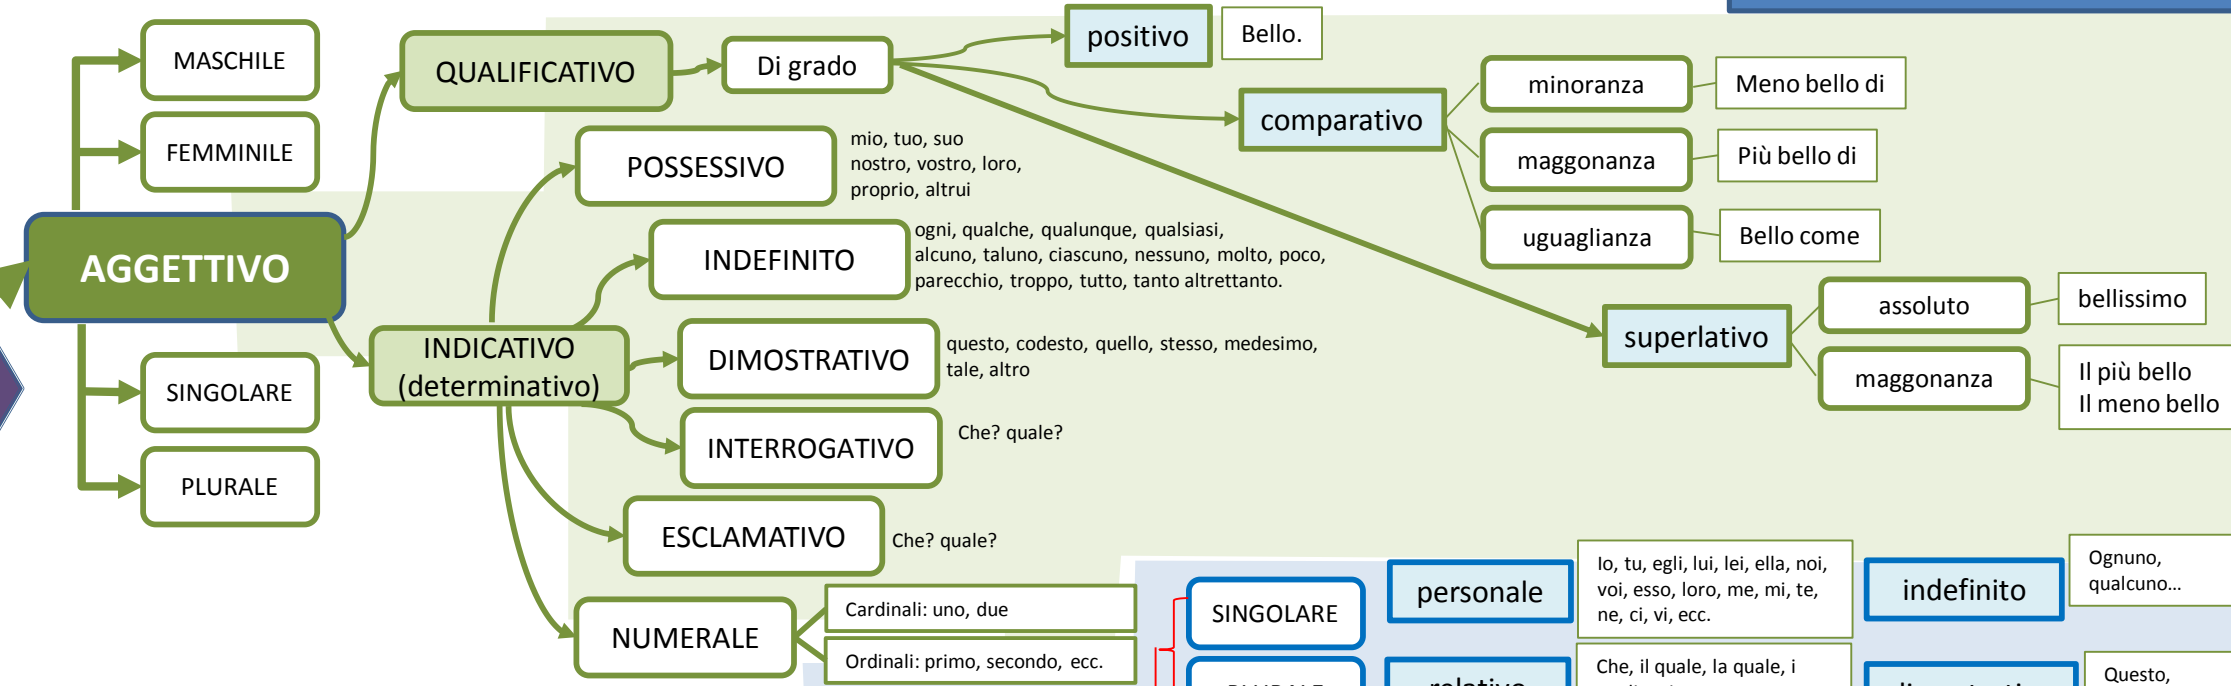 MASCHILE
FEMMINILE
AGGETTIVO
SINGOLARE
PLURALE
QUALIFICATIVO
Di grado
positivo
Bello.
comparativo
minoranza
Meno bello di
maggonanza
Più bello di
uguaglianza
Bello come
superlativo
assoluto
bellissimo
maggonanza
Il più bello
Il meno bello
INDICATIVO
(determinativo)
POSSESSIVO
mio, tuo, suo
nostro, vostro, loro,
proprio, altrui
INDEFINITO
ogni, qualche, qualunque, qualsiasi,
alcuno, taluno, ciascuno, nessuno, molto, poco,
parecchio, troppo, tutto, tanto altrettanto.
DIMOSTRATIVO
questo, codesto, quello, stesso, medesimo,
tale, altro
INTERROGATIVO
Che? quale?
ESCLAMATIVO
Che? quale?
NUMERALE
Cardinali: uno, due
Ordinali: primo, secondo, ecc.
SINGOLARE
personale
Io, tu, egli, lui, lei, ella, noi,
voi, esso, loro, me, mi, te,
ne, ci, vi, ecc.
indefinito
Ognuno,
qualcuno...
Che, il quale, la quale, i
Questo,